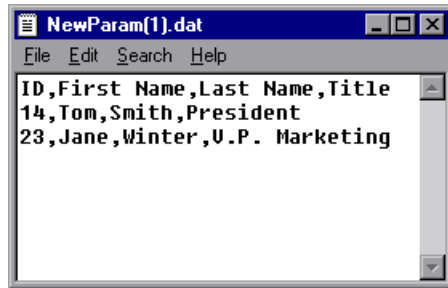 NewParam(1).dat
File Edit Search Help
ID,First Name,Last Name,Title
14,Tom,Smith,President
23,Jane,Winter,V.P. Marketing